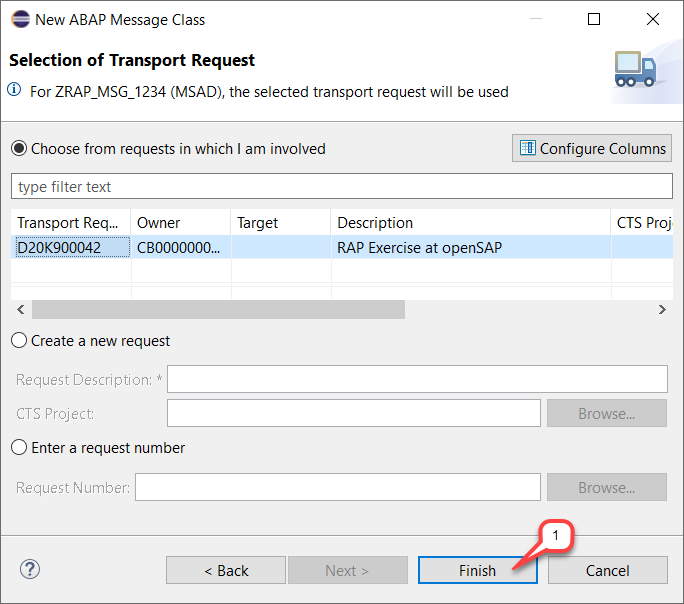 New ABAP Message Class
Selection of Transport Request
For ZRAP_MSG_1234 (MSAD), the selected transport request will be used
Choose from requests in which I am involved
Configure Columns
type filter text
Transport Req... Owner Target Description CTS Proj
D20K900042 CB0000000... RAP Exercise at openSAP
Create a new request
Request Description: *
CTS Project:
Browse...
Enter a request number
Request Number:
Browse...
1
?
< Back
Next >
Finish
Cancel